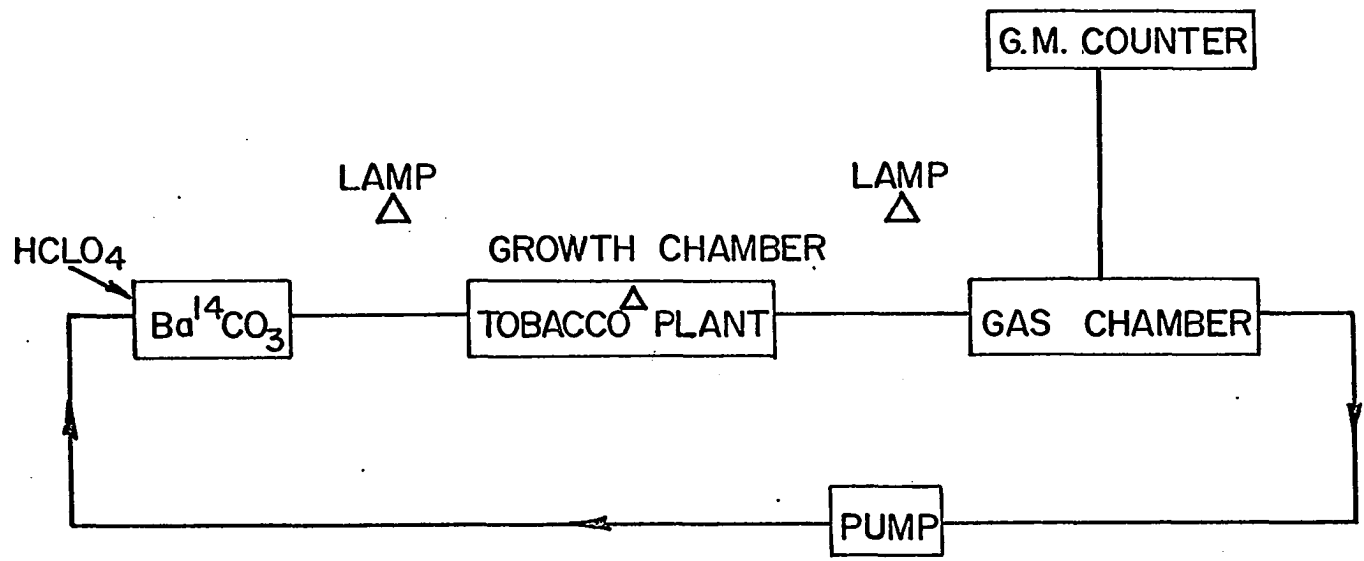 G.M. COUNTER
LAMP
LAMP
GROWTH CHAMBER
HCLO4
Ba14CO3
TOBACCO PLANT
GAS CHAMBER
PUMP